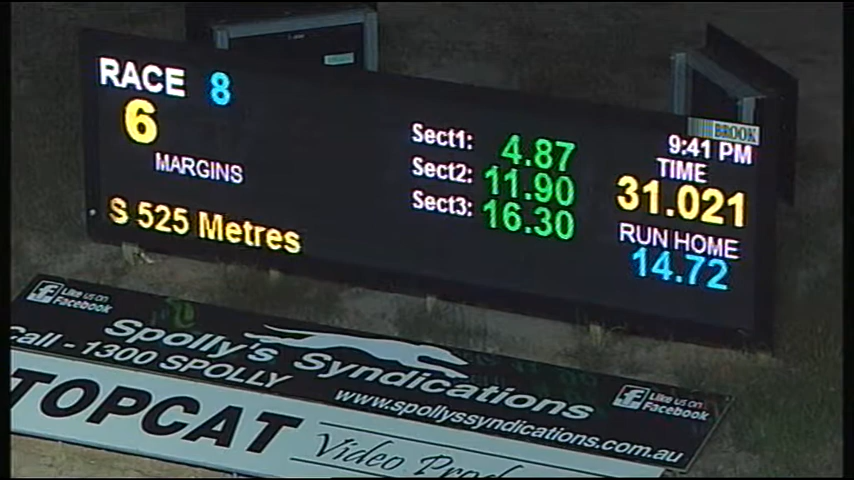 RACE 8
6
MARGINS
S 525 Metres
Sect1: 4.87
Sect2: 11.90
Sect3: 16.30
BROOK
9:41 PM
TIME
31.021
RUN HOME
14.72
Like us on
Facebook
Spolly's Syndications
Call - 1300 SPOLLY
www.spollyssyndications.com.au
Like us on
Facebook
TOPCAT
Video